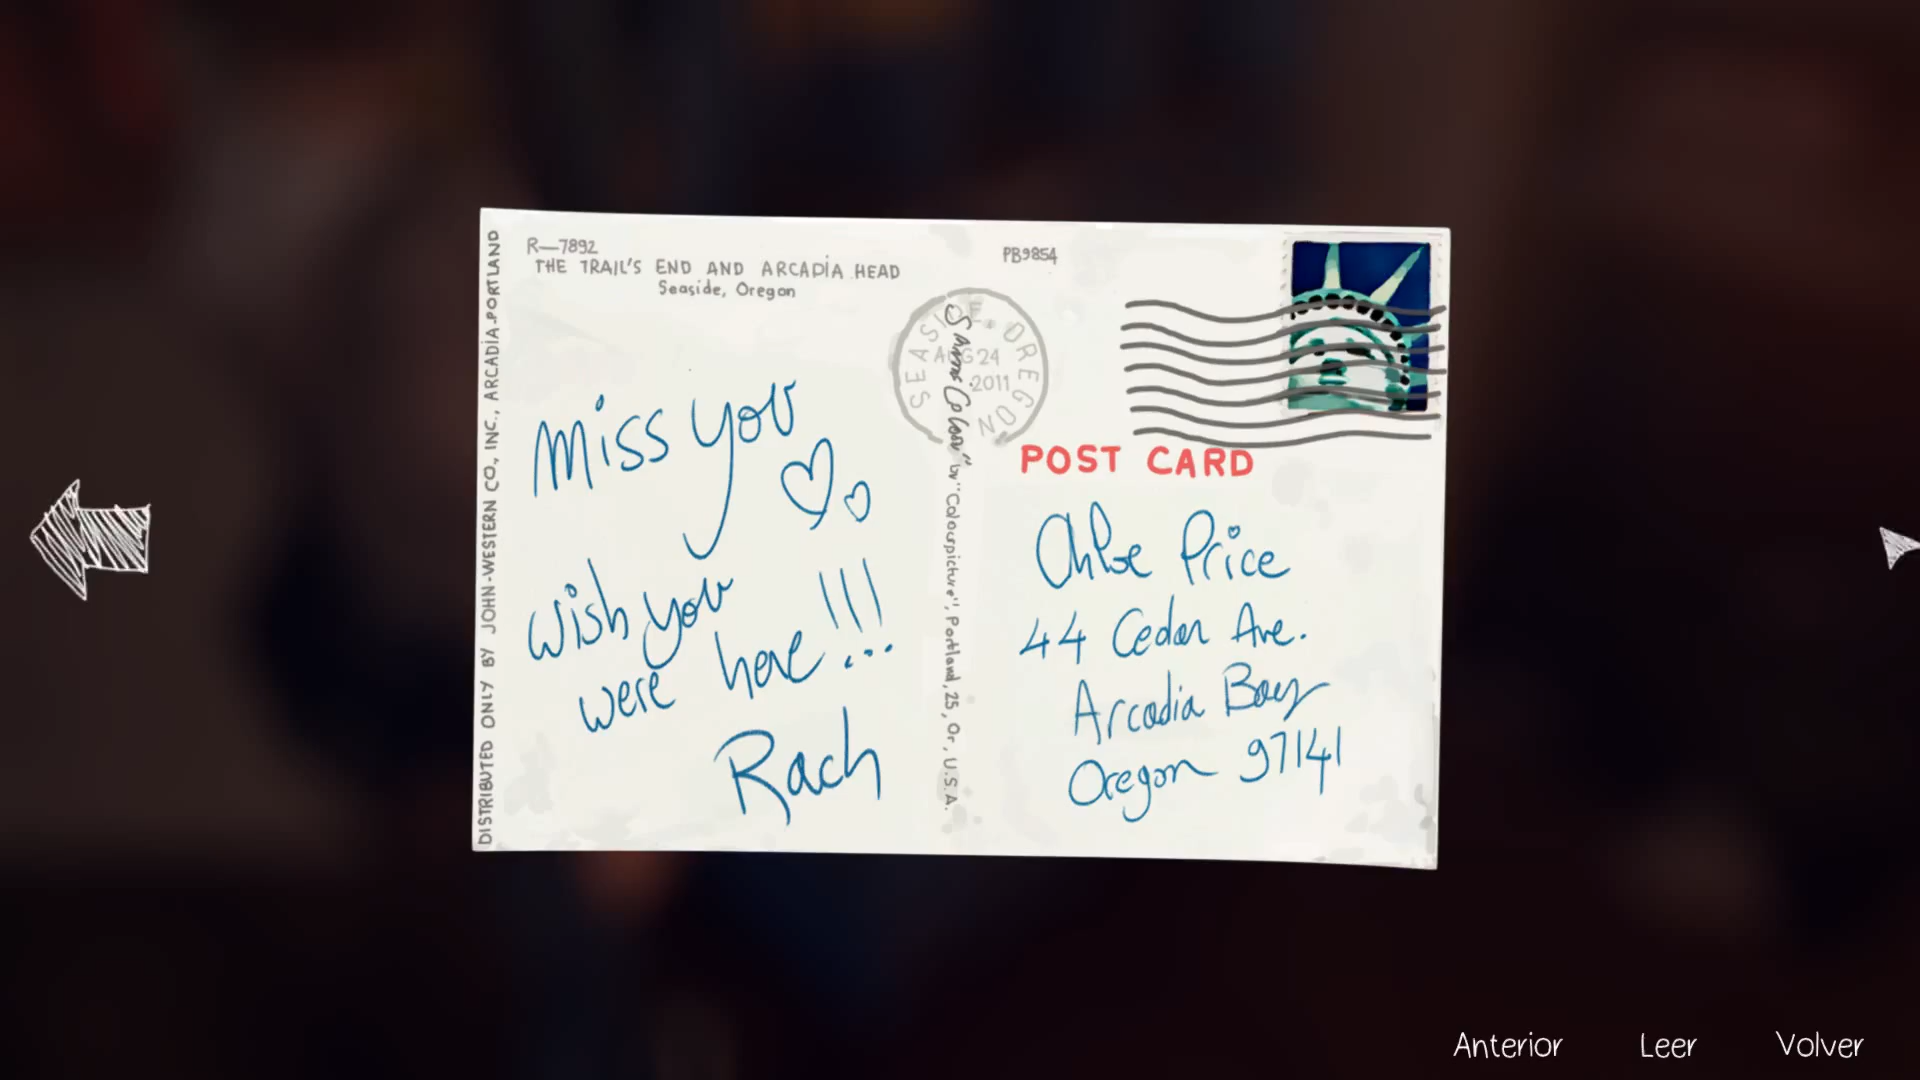 R—7892
THE TRAIL'S END AND ARCADIA HEAD
Seaside, Oregon
PB9854
DISTRIBUTED ONLY BY JOHN-WESTERN CO., INC., ARCADIA-PORTLAND
SEASIDE, OREGON
AUG 24
2011
by "Colourpicture", Portland, 25, Or, U.S.A.
Miss you
wish you
were here!!!
Rach
POST CARD
Chloe Price
44 Cedar Ave.
Arcadia Bay
Oregon 97141
Anterior Leer Volver